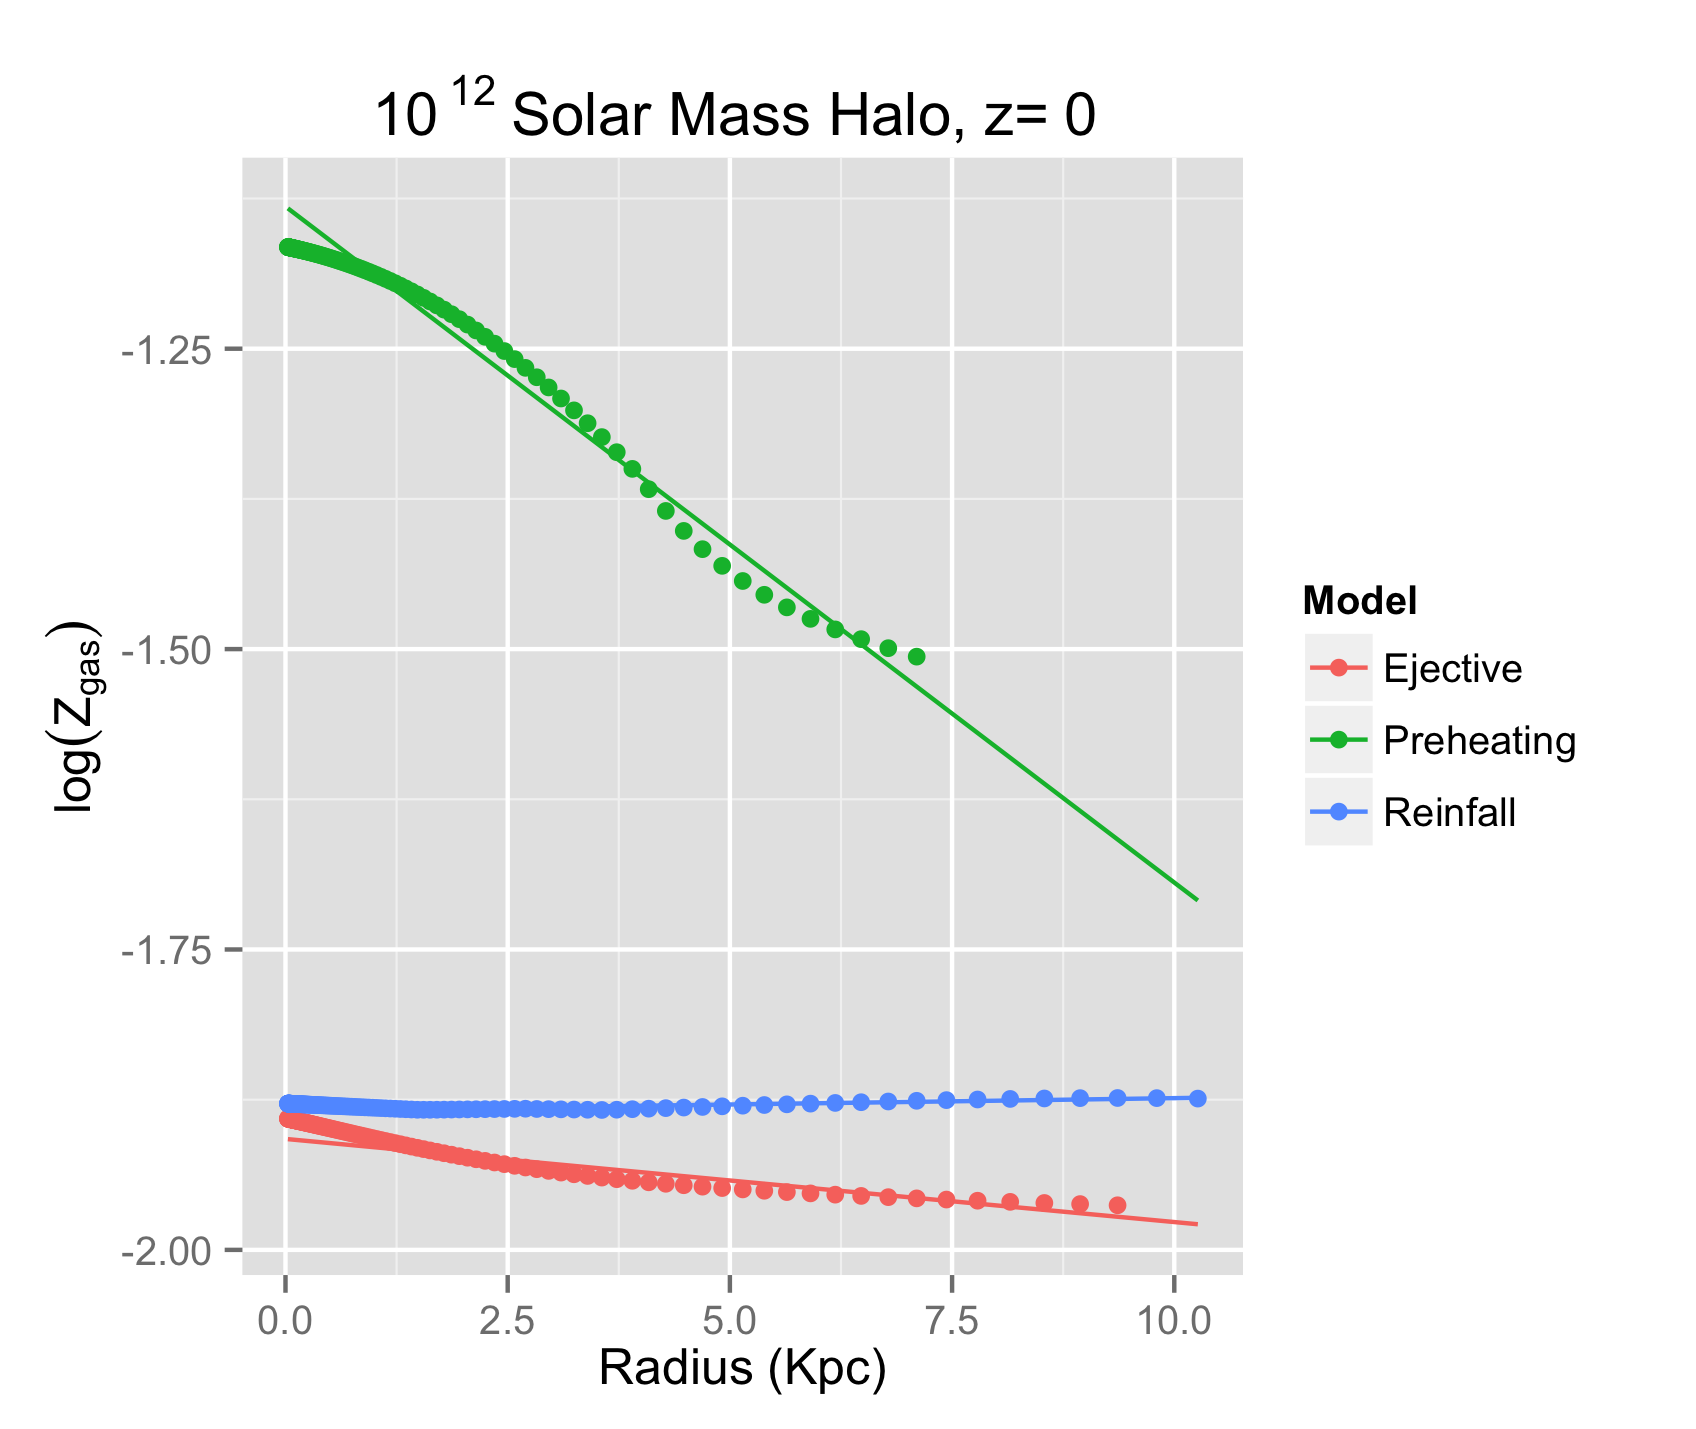 10 12 Solar Mass Halo, z= 0
log(Zgas)
-1.25
-1.50
-1.75
-2.00
0.0 2.5 5.0 7.5 10.0
Radius (Kpc)
Model
Ejective
Preheating
Reinfall